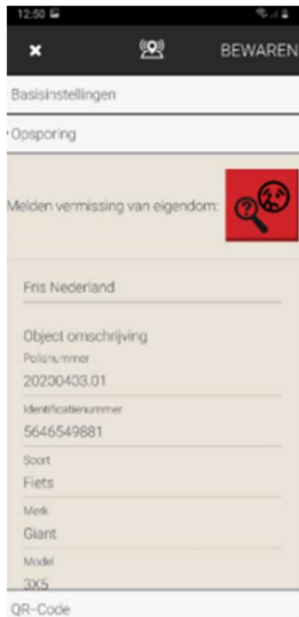 12:50
BEWAREN
Basisinstellingen
Opsporing
Melden vermissing van eigendom:
?
Fris Nederland
Object omschrijving
Polisnummer
20200403.01
Identificatienummer
5646549881
Soort
Fiets
Merk
Giant
Model
3X5
QR-Code